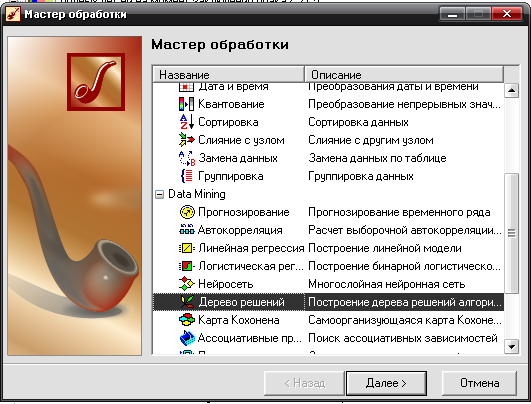 Мастер обработки
Мастер обработки
Название Описание
Дата и время Преобразования даты и времени
Квантование Преобразование непрерывных знач...
Сортировка Сортировка данных
Слияние с узлом Слияние с другим узлом
Замена данных Замена данных по таблице
Группировка Группировка данных
Data Mining
Прогнозирование Прогнозирование временного ряда
Автокорреляция Расчет выборочной автокорреляции...
Линейная регрессия Построение линейной модели
Логистическая рег... Построение бинарной логистическо...
Нейросеть Многослойная нейронная сеть
Дерево решений Построение дерева решений алгори...
Карта Кохонена Самоорганизующаяся карта Кохоне...
Ассоциативные пр... Поиск ассоциативных зависимостей
< Назад Далее > Отмена